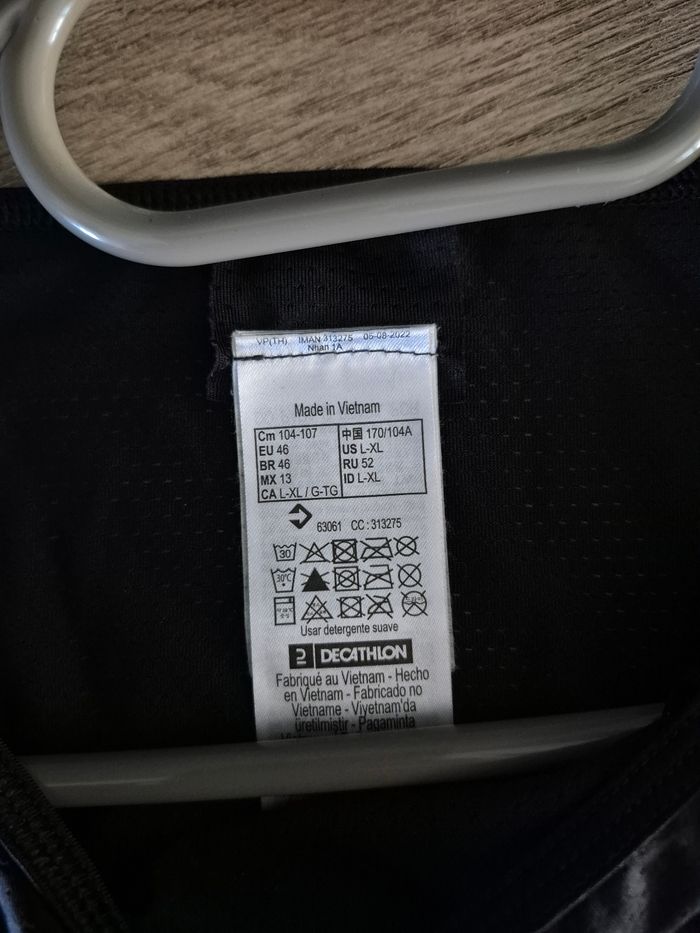 VP(TH) IMAN 313275 05-08-2022
Nhan 1A
Made in Vietnam
Cm 104-107 中国 170/104A
EU 46 US L-XL
BR 46 RU 52
MX 13 ID L-XL
CA L-XL / G-TG
63061 CC : 313275
30
30°C
Usar detergente suave
DECATHLON
Fabriqué au Vietnam - Hecho
en Vietnam - Fabricado no
Vietname - Viyetnam'da
üretilmiştir - Pagaminta